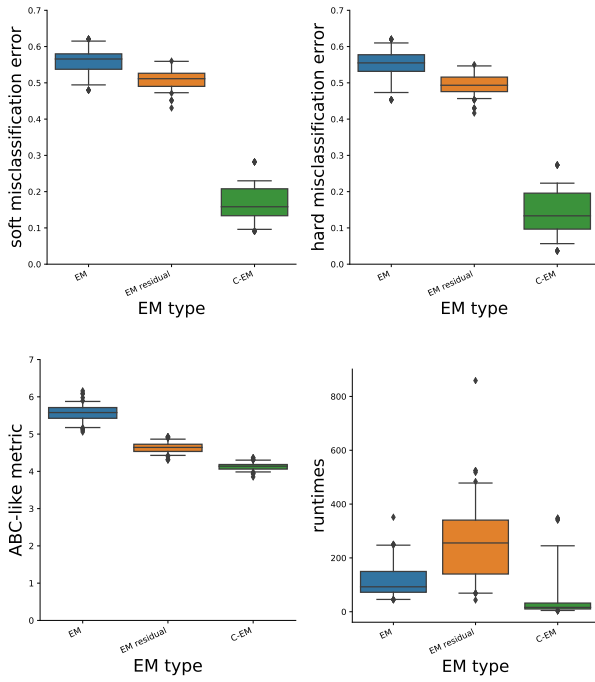 soft misclassification error
0.7
0.6
0.5
0.4
0.3
0.2
0.1
0.0
EM
EM residual
C-EM
EM type
hard misclassification error
0.7
0.6
0.5
0.4
0.3
0.2
0.1
0.0
EM
EM residual
C-EM
EM type
ABC-like metric
7
6
5
4
3
2
1
0
EM
EM residual
C-EM
EM type
runtimes
800
600
400
200
0
EM
EM residual
C-EM
EM type